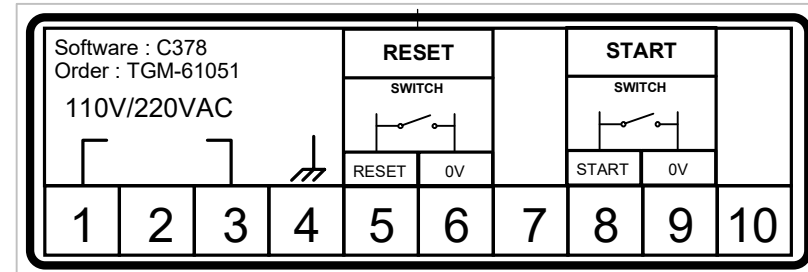 Software : C378
Order : TGM-61051
110V/220VAC
RESET
SWITCH
RESET 0V
START
SWITCH
START 0V
1 2 3 4 5 6 7 8 9 10